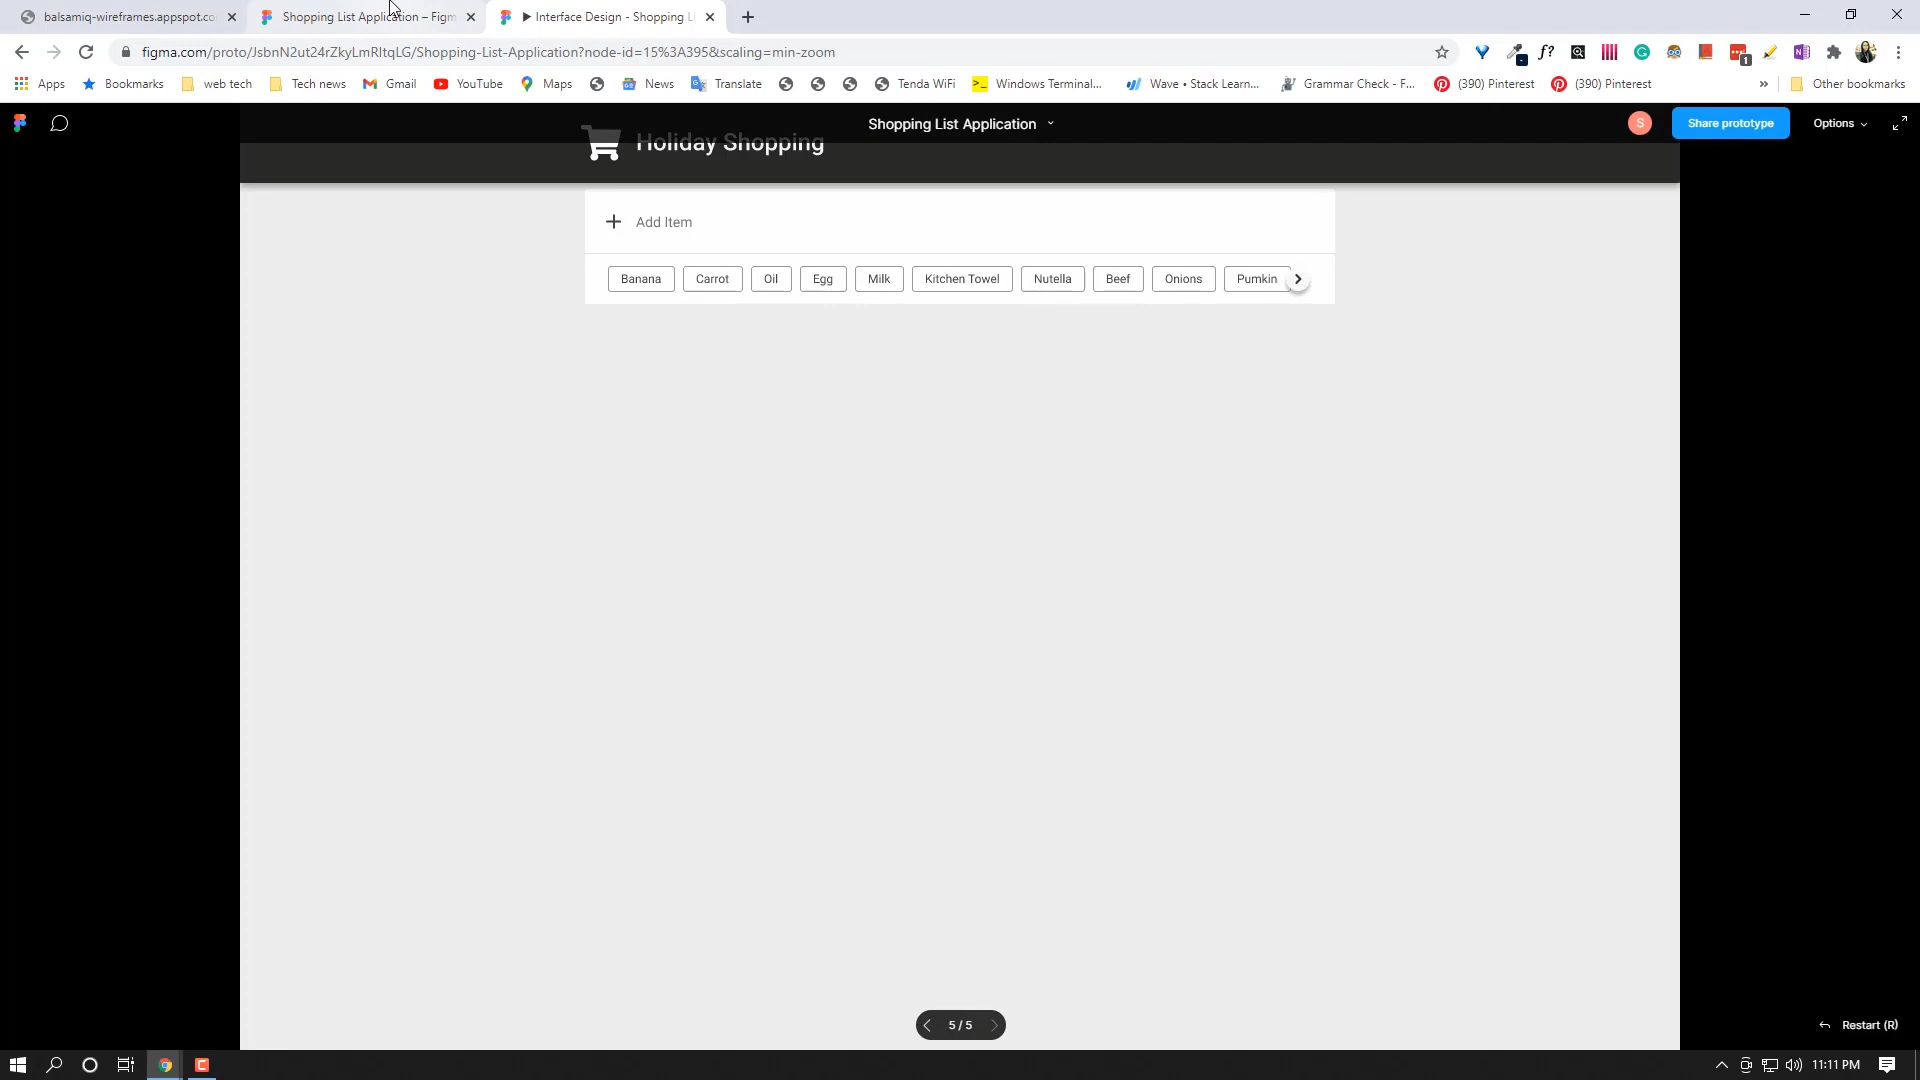 balsamiq-wireframes.appspot.co
Shopping List Application – Figm
Interface Design - Shopping Li
figma.com/proto/JsbnN2ut24rZkyLmRItqLG/Shopping-List-Application?node-id=15%3A395&scaling=min-zoom
Apps Bookmarks web tech Tech news Gmail YouTube Maps News Translate Tenda WiFi Windows Terminal... Wave • Stack Learn... Grammar Check - F... (390) Pinterest (390) Pinterest » Other bookmarks
Shopping List Application
S
Share prototype
Options
Holiday Shopping
Add Item
Banana Carrot Oil Egg Milk Kitchen Towel Nutella Beef Onions Pumkin
5 / 5
Restart (R)
11:11 PM